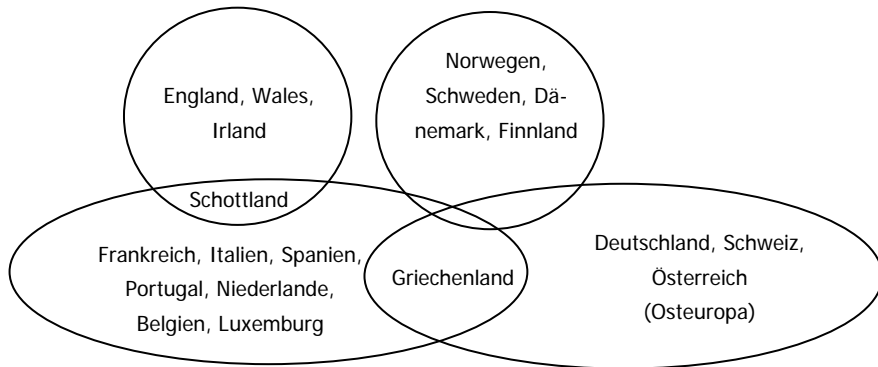 England, Wales,
Irland
Norwegen,
Schweden, Dä-
nemark, Finnland
Schottland
Frankreich, Italien, Spanien,
Portugal, Niederlande,
Belgien, Luxemburg
Griechenland
Deutschland, Schweiz,
Österreich
(Osteuropa)